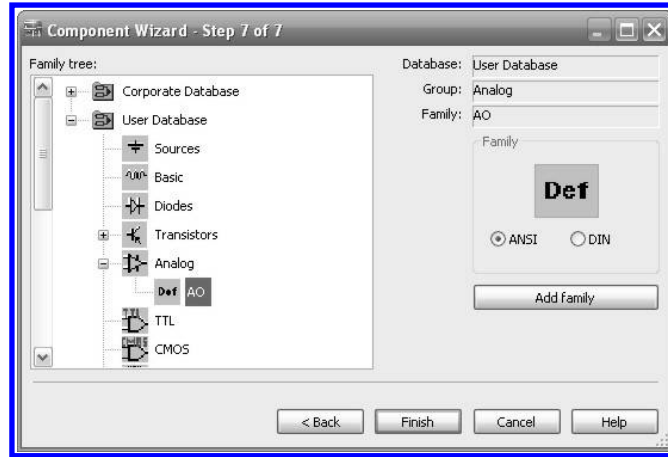 Component Wizard - Step 7 of 7
Family tree:
Corporate Database
User Database
Sources
Basic
Diodes
Transistors
Analog
Def AO
TTL
TTL
CMOS
CMOS
Database: User Database
Group: Analog
Family: AO
Family
Def
ANSI DIN
Add family
< Back Finish Cancel Help